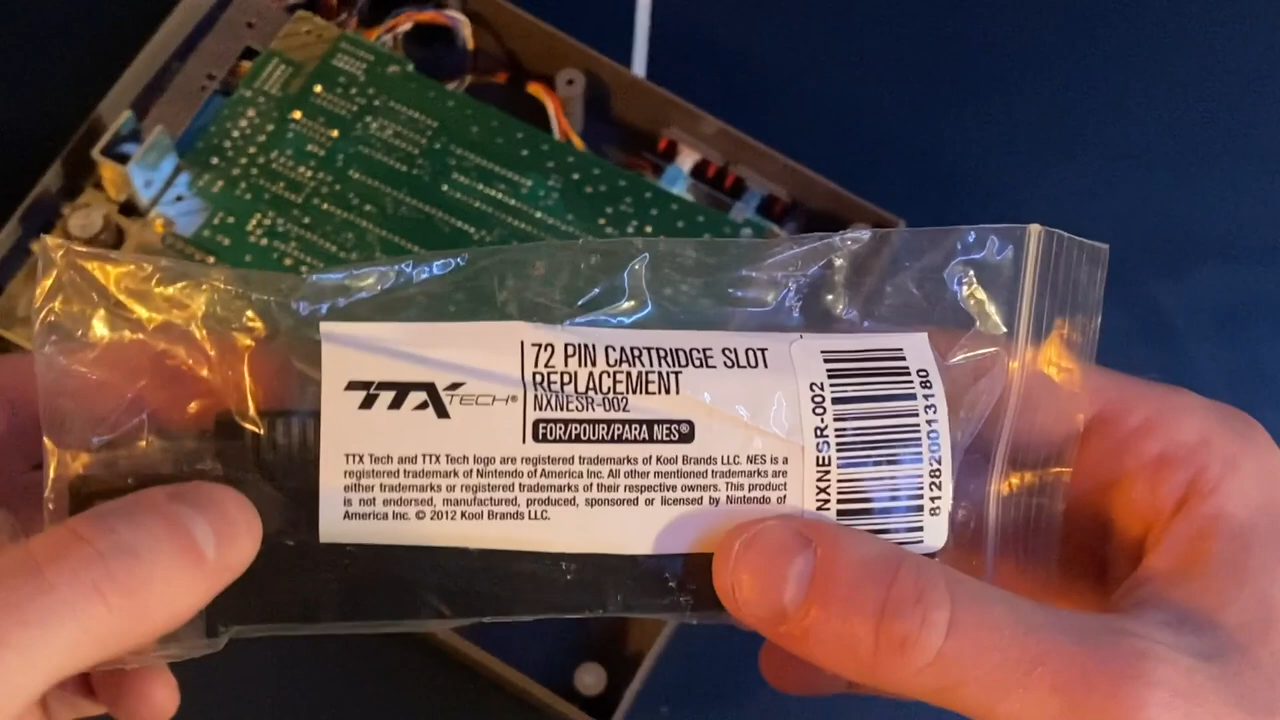 TTX TECH®
72 PIN CARTRIDGE SLOT
REPLACEMENT
NXNESR-002
FOR/POUR/PARA NES®
TTX Tech and TTX Tech logo are registered trademarks of Kool Brands LLC. NES is a
registered trademark of Nintendo of America Inc. All other mentioned trademarks are
either trademarks or registered trademarks of their respective owners. This product
is not endorsed, manufactured, produced, sponsored or licensed by Nintendo of
America Inc. © 2012 Kool Brands LLC.
NXNESR-002
812820013180